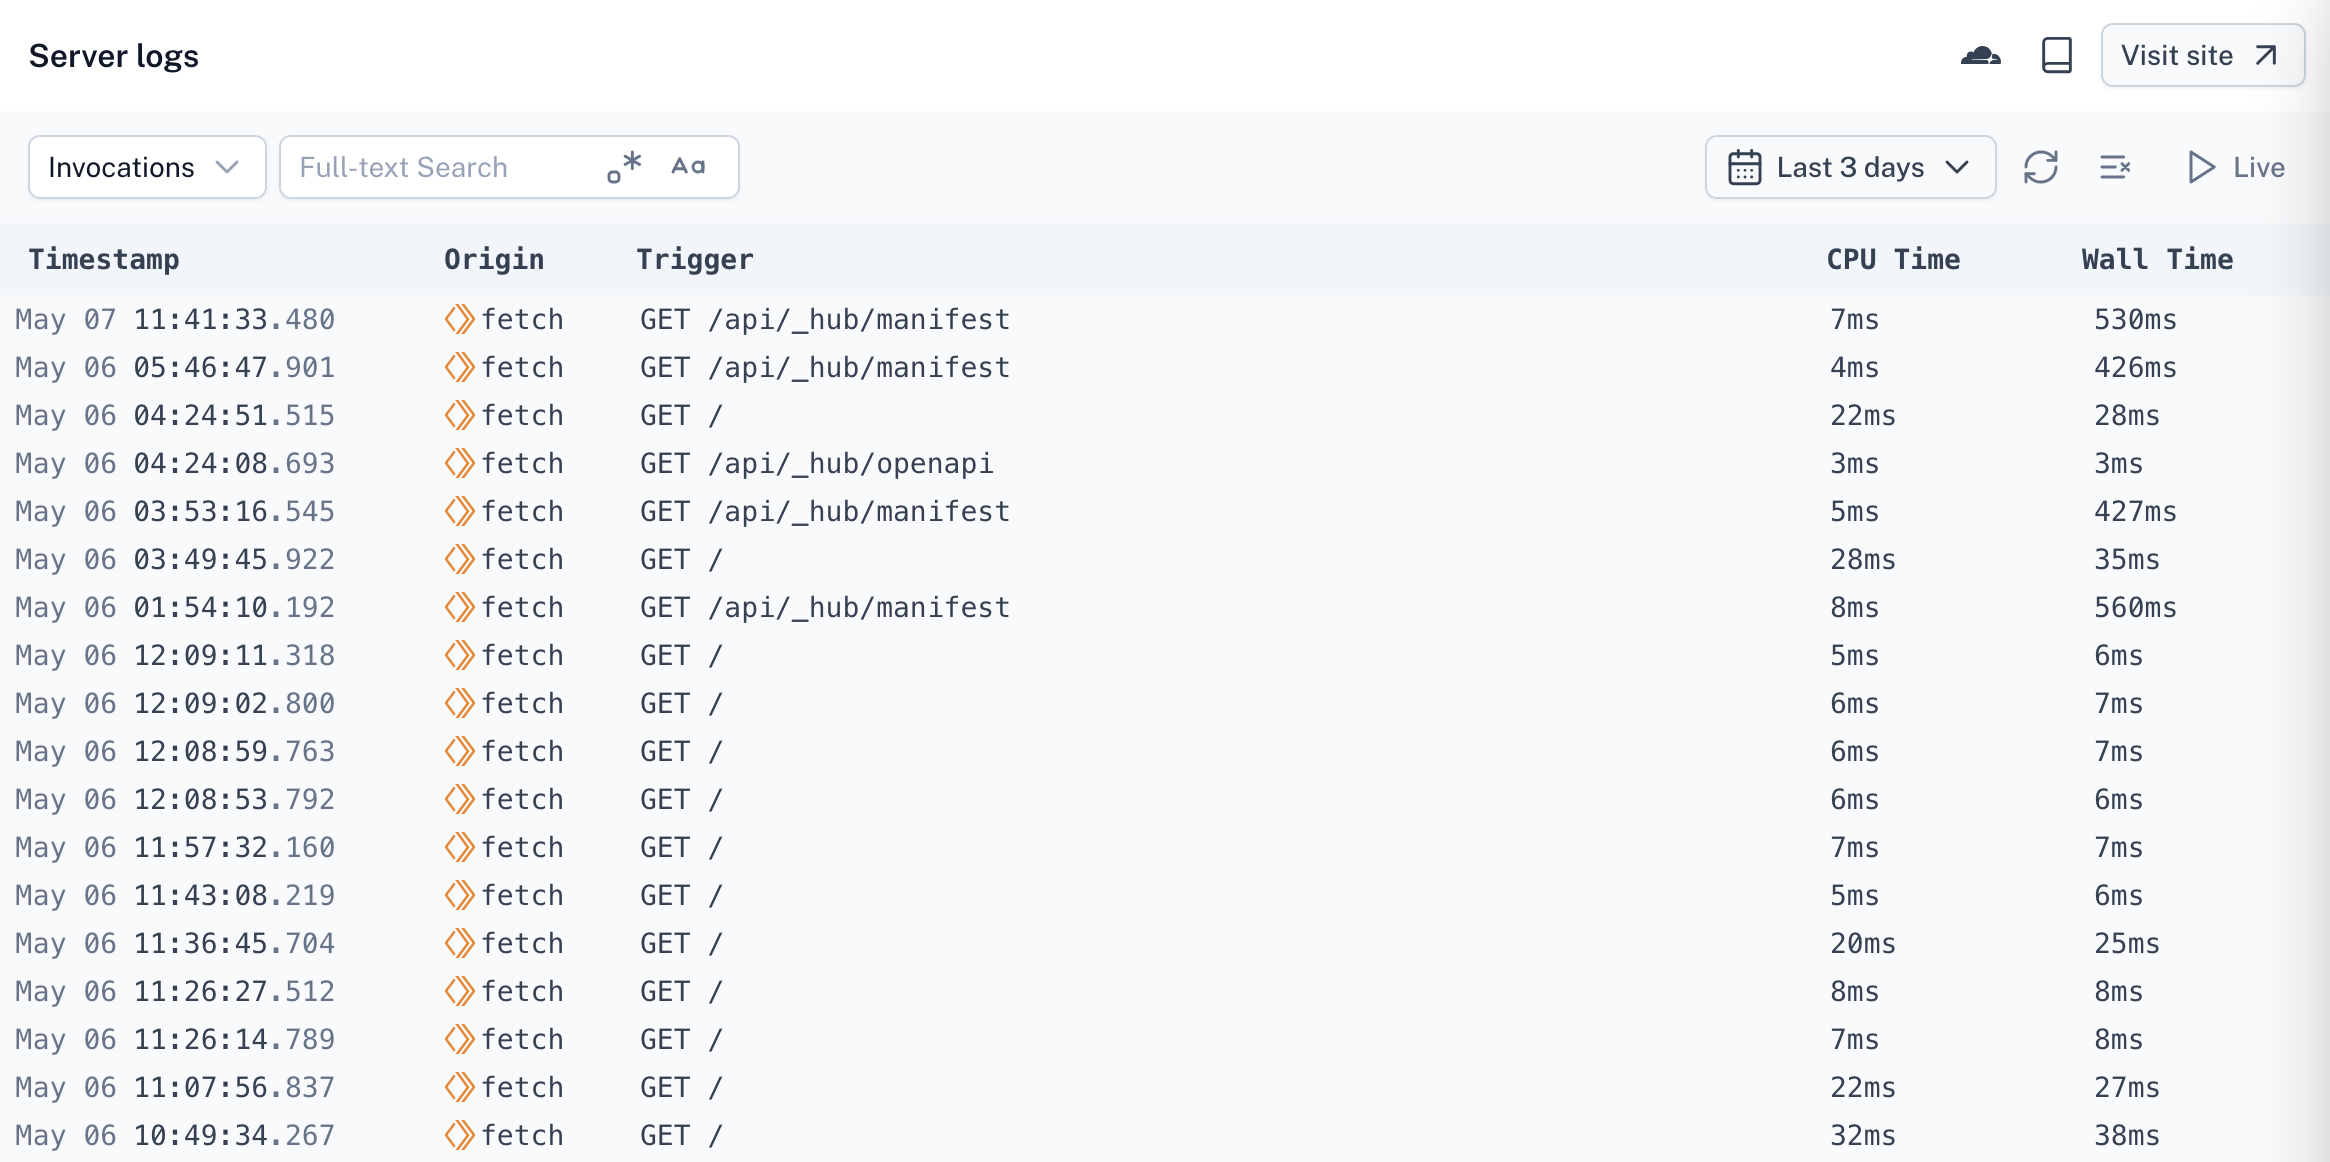 Server logs
Visit site
Invocations
Full-text Search
Aa
Last 3 days
Live
Timestamp Origin Trigger CPU Time Wall Time
May 07 11:41:33.480 fetch GET /api/_hub/manifest 7ms 530ms
May 06 05:46:47.901 fetch GET /api/_hub/manifest 4ms 426ms
May 06 04:24:51.515 fetch GET / 22ms 28ms
May 06 04:24:08.693 fetch GET /api/_hub/openapi 3ms 3ms
May 06 03:53:16.545 fetch GET /api/_hub/manifest 5ms 427ms
May 06 03:49:45.922 fetch GET / 28ms 35ms
May 06 01:54:10.192 fetch GET /api/_hub/manifest 8ms 560ms
May 06 12:09:11.318 fetch GET / 5ms 6ms
May 06 12:09:02.800 fetch GET / 6ms 7ms
May 06 12:08:59.763 fetch GET / 6ms 7ms
May 06 12:08:53.792 fetch GET / 6ms 6ms
May 06 11:57:32.160 fetch GET / 7ms 7ms
May 06 11:43:08.219 fetch GET / 5ms 6ms
May 06 11:36:45.704 fetch GET / 20ms 25ms
May 06 11:26:27.512 fetch GET / 8ms 8ms
May 06 11:26:14.789 fetch GET / 7ms 8ms
May 06 11:07:56.837 fetch GET / 22ms 27ms
May 06 10:49:34.267 fetch GET / 32ms 38ms